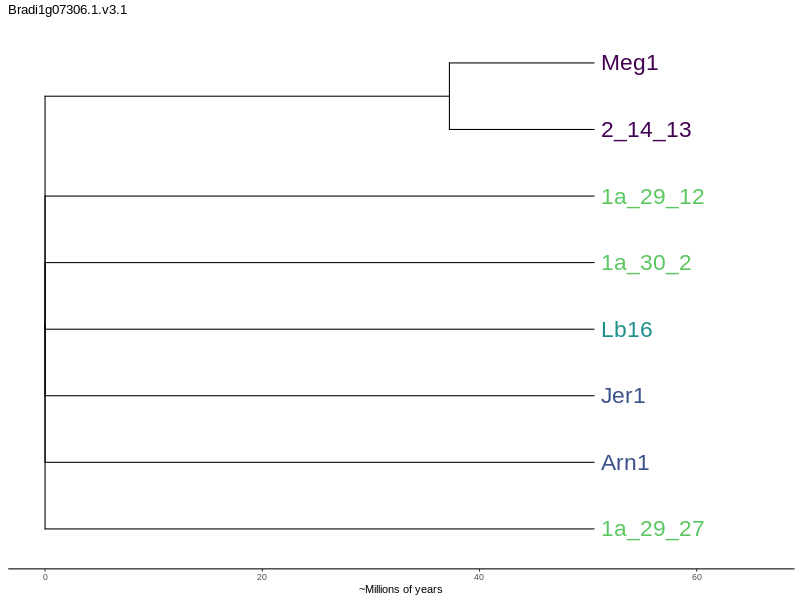 Bradi1g07306.1.v3.1
Meg1
2_14_13
1a_29_12
1a_30_2
Lb16
Jer1
Arn1
1a_29_27
0 20 40 60
~Millions of years